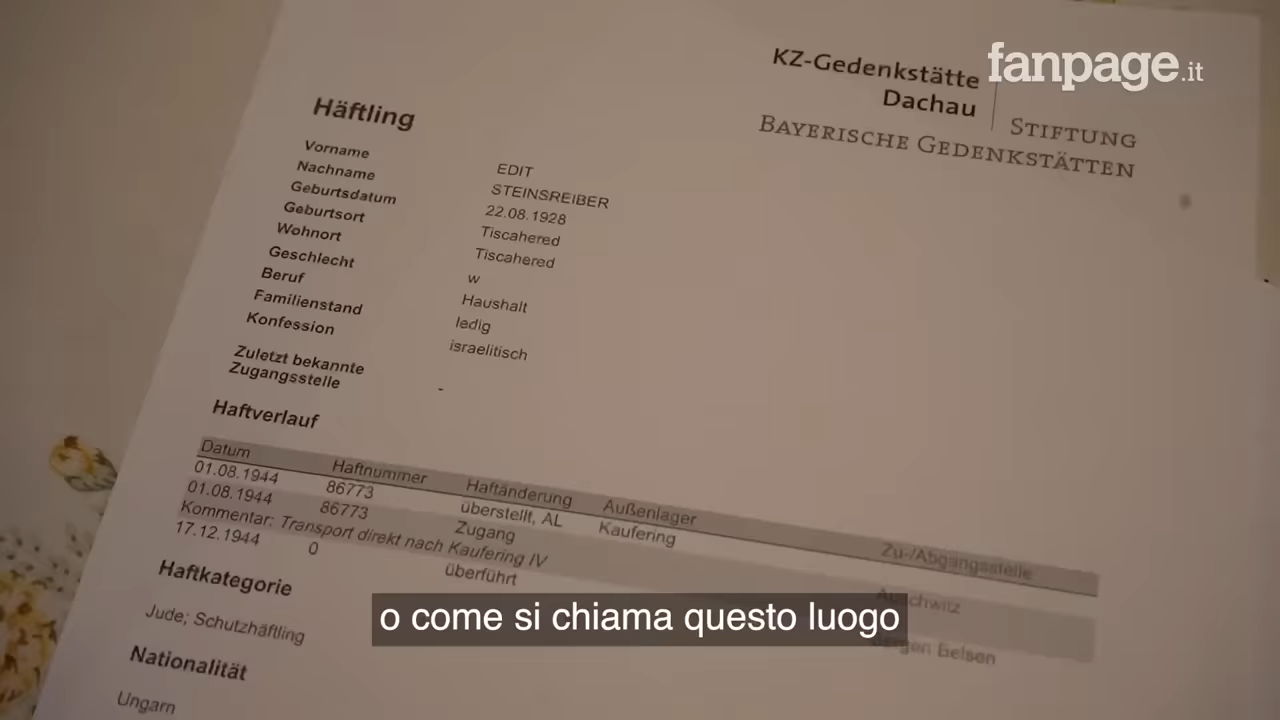 fanpage.it
KZ-Gedenkstätte
Dachau
STIFTUNG
BAYERISCHE GEDENKSTÄTTEN
Häftling
Vorname EDIT
Nachname STEINSREIBER
Geburtsdatum 22.08.1928
Geburtsort Tiscahered
Wohnort Tiscahered
Geschlecht w
Beruf Haushalt
Familienstand ledig
Konfession israelitisch
Zuletzt bekannte
Zugangsstelle -
Haftverlauf
Datum Haftnummer Haftänderung Außenlager Zu-/Abgangsstelle
01.08.1944 86773 überstellt, AL Kaufering
01.08.1944 86773 Zugang Auschwitz
Kommentar: Transport direkt nach Kaufering IV
17.12.1944 0 überführt Bergen Belsen
Haftkategorie
Jude; Schutzhäftling
Nationalität
Ungarn
o come si chiama questo luogo